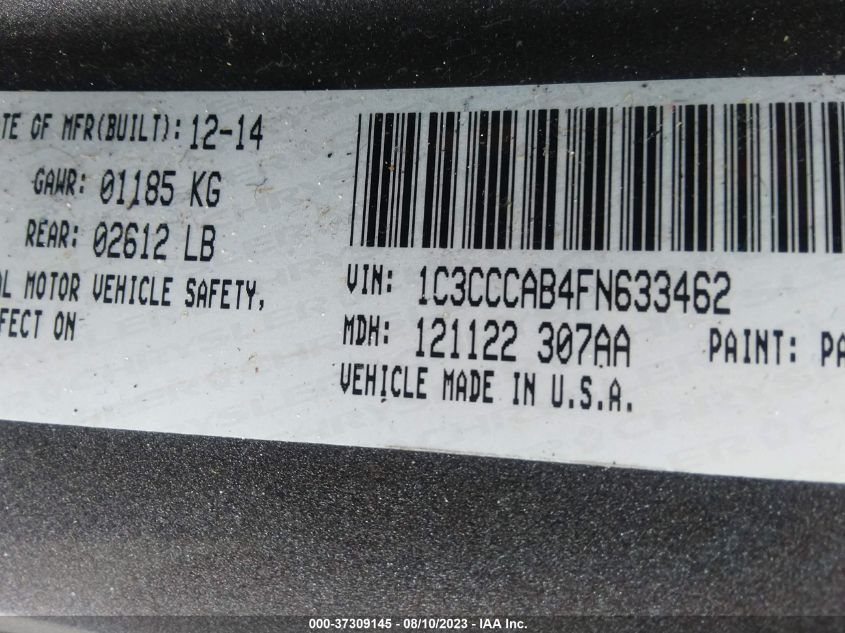 TE OF MFR(BUILT): 12-14
GAWR: 01185 KG
REAR: 02612 LB
L MOTOR VEHICLE SAFETY,
FECT ON
VIN: 1C3CCCAB4FN633462
MDH: 121122 307AA PAINT: PA
VEHICLE MADE IN U.S.A.
000-37309145 - 08/10/2023 - © IAA Inc.